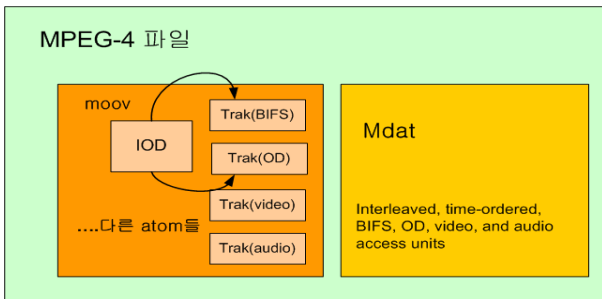 MPEG-4 파일
moov
IOD
Trak(BIFS)
Trak(OD)
Trak(video)
Trak(audio)
....다른 atom들
Mdat
Interleaved, time-ordered,
BIFS, OD, video, and audio
access units